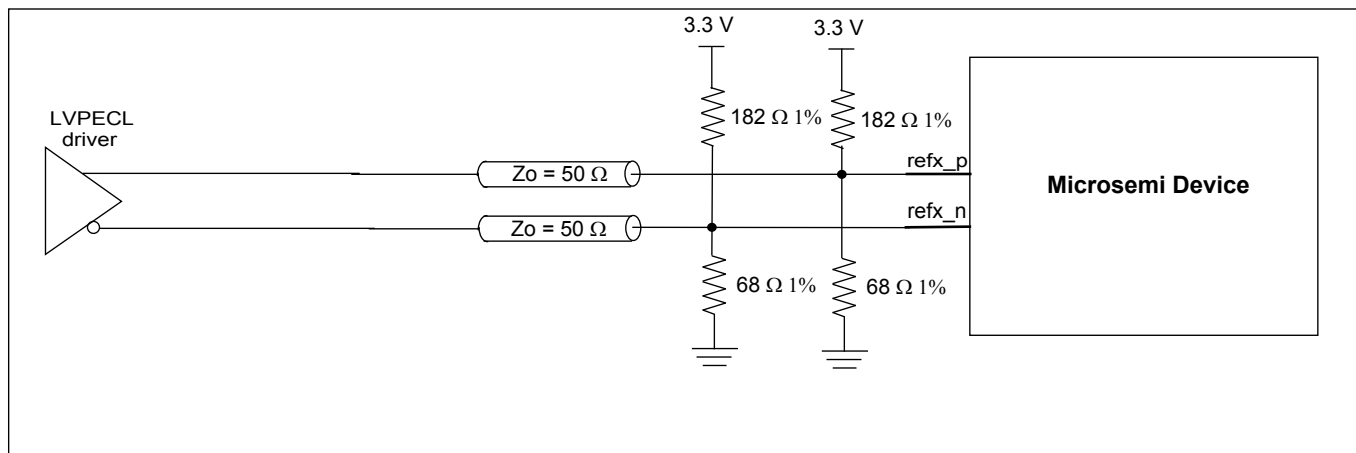 3.3 V
3.3 V
LVPECL
driver
182 Ω 1%
182 Ω 1%
Zo = 50 Ω
refx_p
Microsemi Device
Zo = 50 Ω
refx_n
68 Ω 1%
68 Ω 1%